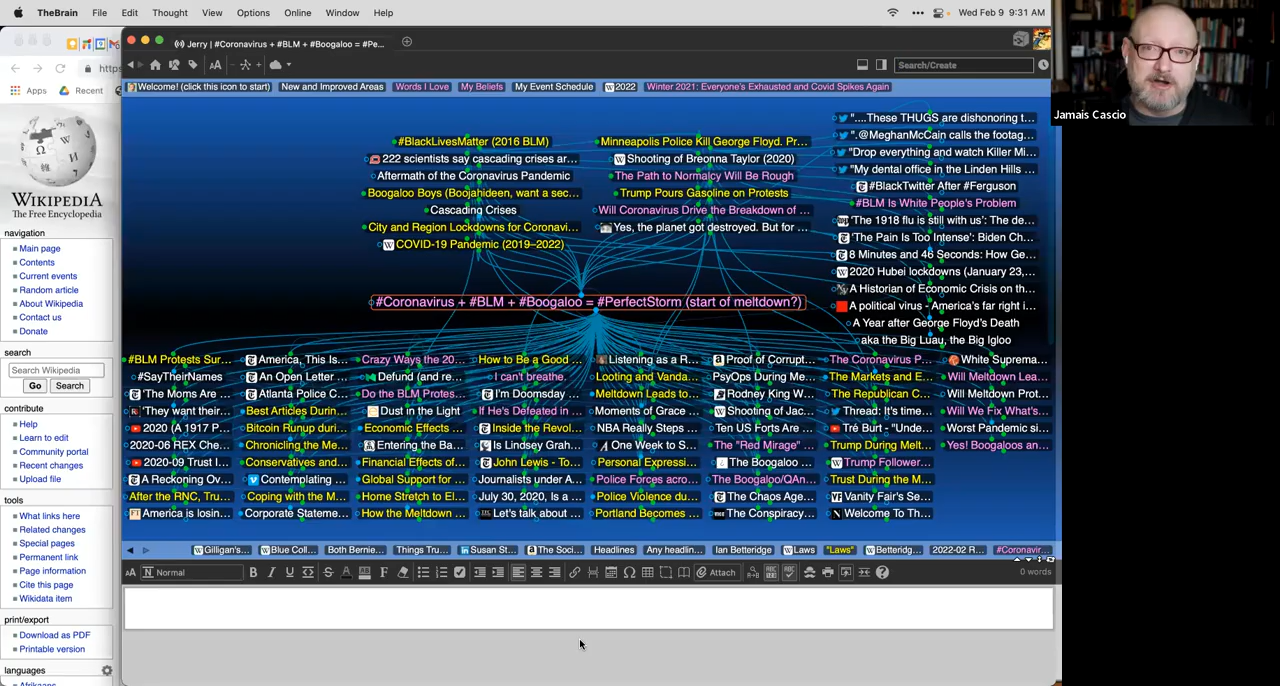 TheBrain File Edit Thought View Options Online Window Help
Wed Feb 9 9:31 AM
Jerry | #Coronavirus + #BLM + #Boogaloo = #Pe...
https
AA
Search/Create
Apps Recent
Welcome! (click this icon to start) New and Improved Areas Words I Love My Beliefs My Event Schedule 2022 Winter 2021: Everyone's Exhausted and Covid Spikes Again
Jamais Cascio
WIKIPEDIA
The Free Encyclopedia
navigation
Main page
Contents
Current events
Random article
About Wikipedia
Contact us
Donate
search
Search Wikipedia
Go Search
contribute
Help
Learn to edit
Community portal
Recent changes
Upload file
tools
What links here
Related changes
Special pages
Permanent link
Page information
Cite this page
Wikidata item
print/export
Download as PDF
Printable version
languages
Afrikaans
#BlackLivesMatter (2016 BLM)
222 scientists say cascading crises ar...
Aftermath of the Coronavirus Pandemic
Boogaloo Boys (Boojahideen, want a sec...
Cascading Crises
City and Region Lockdowns for Coronavi...
COVID-19 Pandemic (2019–2022)
Minneapolis Police Kill George Floyd. Pr...
Shooting of Breonna Taylor (2020)
The Path to Normalcy Will Be Rough
Trump Pours Gasoline on Protests
Will Coronavirus Drive the Breakdown of ...
Yes, the planet got destroyed. But for ...
"....These THUGS are dishonoring t...
".@MeghanMcCain calls the footag...
"Drop everything and watch Killer Mi...
"My dental office in the Linden Hills ...
#BlackTwitter After #Ferguson
#BLM Is White People's Problem
'The 1918 flu is still with us': The de...
'The Pain Is Too Intense': Biden Ch...
8 Minutes and 46 Seconds: How Ge...
2020 Hubei lockdowns (January 23,...
A Historian of Economic Crisis on th...
A political virus - America's far right i...
A Year after George Floyd's Death
aka the Big Luau, the Big Igloo
#Coronavirus + #BLM + #Boogaloo = #PerfectStorm (start of meltdown?)
#BLM Protests Sur...
#SayTheirNames
'The Moms Are ...
'They want their...
2020 (A 1917 P...
2020-06 REX Che...
2020-09 Trust I...
A Reckoning Ov...
After the RNC, Tru...
America is losin...
America, This Is...
An Open Letter ...
Atlanta Police C...
Best Articles Durin...
Bitcoin Runup duri...
Chronicling the Me...
Conservatives and...
Contemplating ...
Coping with the M...
Corporate Stateme...
Crazy Ways the 20...
Defund (and re...
Do the BLM Protes...
Dust in the Light
Economic Effects ...
Entering the Ba...
Financial Effects of...
Global Support for ...
Home Stretch to El...
How the Meltdown ...
How to Be a Good ...
I can't breathe.
I'm Doomsday ...
If He's Defeated in ...
Inside the Revol...
Is Lindsey Grah...
John Lewis - To...
Journalists under A...
July 30, 2020, Is a ...
Let's talk about ...
Listening as a R...
Looting and Vanda...
Meltdown Leads to...
Moments of Grace ...
NBA Really Steps ...
One Week to S...
Personal Expressi...
Police Forces acro...
Police Violence du...
Portland Becomes ...
Proof of Corrupt...
PsyOps During Me...
Rodney King W...
Shooting of Jac...
Ten US Forts Are ...
The "Red Mirage" ...
The Boogaloo ...
The Boogaloo/QAn...
The Chaos Age...
The Conspiracy...
The Coronavirus P...
The Markets and E...
The Republican C...
Thread: It's time...
Tré Burt - "Unde...
Trump During Melt...
Trump Follower...
Trust During the M...
Vanity Fair's Se...
Welcome To Th...
White Suprema...
Will Meltdown Lea...
Will Meltdown Prot...
Will We Fix What's...
Worst Pandemic si...
Yes! Boogaloos an...
Gilligan's... Blue Coll... Both Bernie... Things Tru... Susan St... The Soci... Headlines Any headlin... Ian Betteridge Laws "Laws" Betteridg... 2022-02 R... #Coronavir...
AA N Normal B I U S A F Attach 0 words